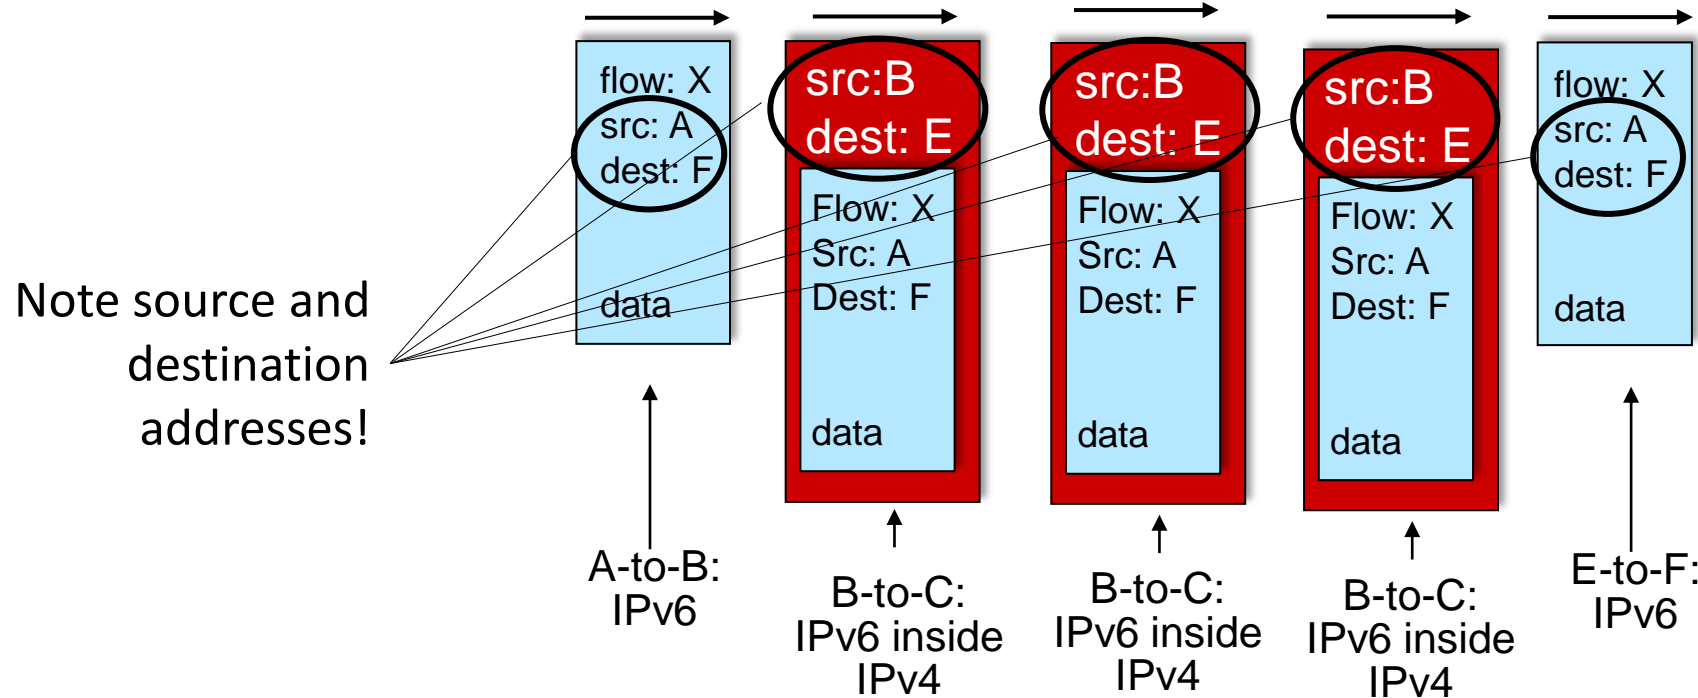 flow: X
src: A
dest: F
data
src:B
dest: E
Flow: X
Src: A
Dest: F
data
src:B
dest: E
Flow: X
Src: A
Dest: F
data
src:B
dest: E
Flow: X
Src: A
Dest: F
data
flow: X
src: A
dest: F
data
Note source and
destination
addresses!
A-to-B:
IPv6
B-to-C:
IPv6 inside
IPv4
B-to-C:
IPv6 inside
IPv4
B-to-C:
IPv6 inside
IPv4
E-to-F:
IPv6